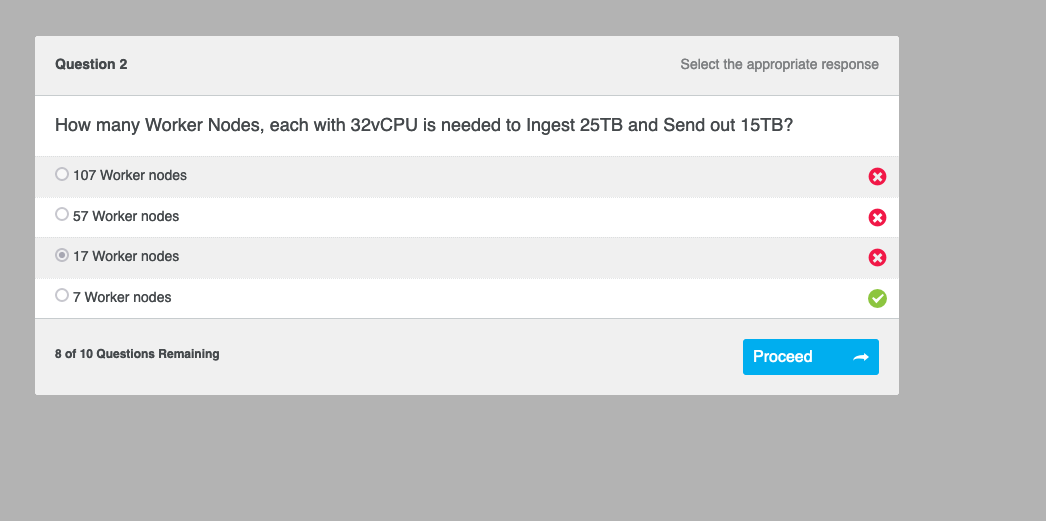 Question 2
Select the appropriate response
How many Worker Nodes, each with 32vCPU is needed to Ingest 25TB and Send out 15TB?
107 Worker nodes
57 Worker nodes
17 Worker nodes
7 Worker nodes
8 of 10 Questions Remaining
Proceed